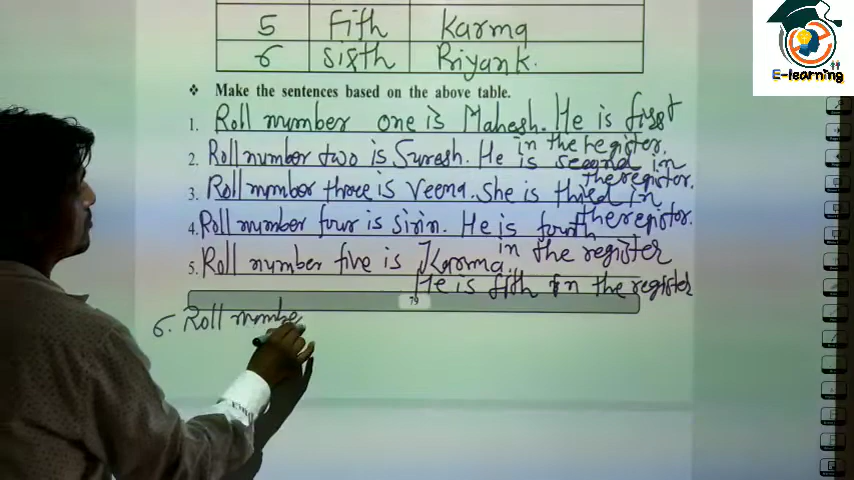 5 Fifth Karma
6 Sixth Priyank.
❖ Make the sentences based on the above table.
1. Roll number one is Mahesh. He is first in the register.
2. Roll number two is Suresh. He is second in the register.
3. Roll number three is Veena. She is third in the register.
4. Roll number four is Sirin. He is fourth in the register
5. Roll number five is Karma. He is fifth in the register
79
6. Roll numbe
E-learning